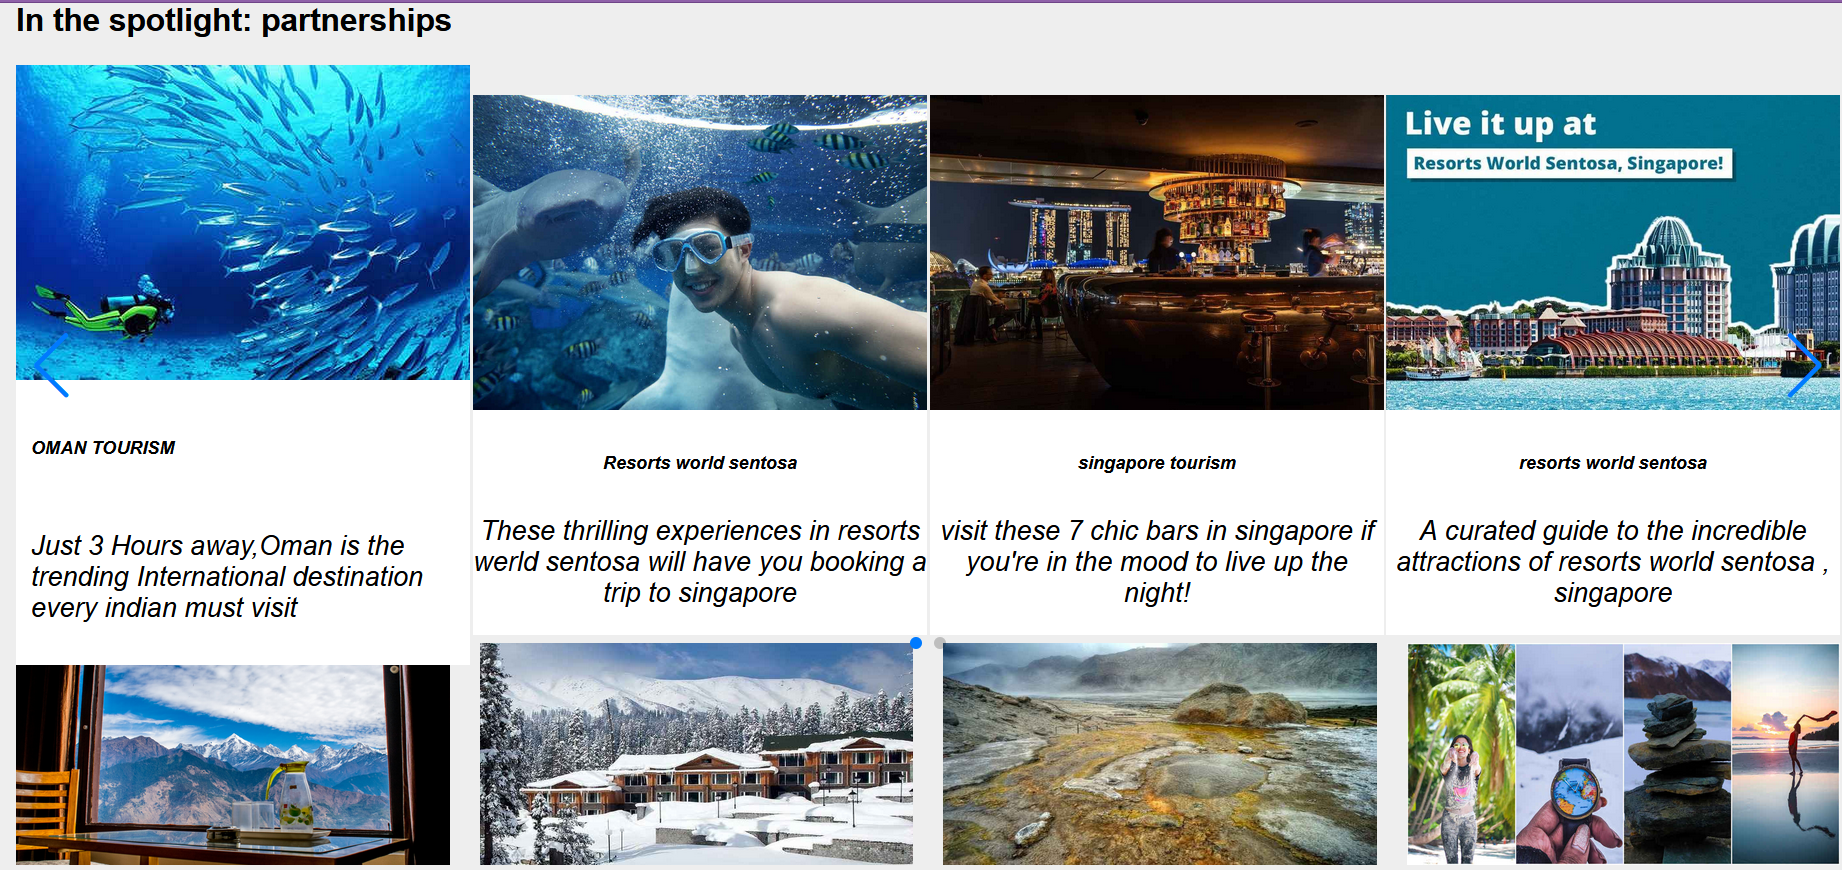 In the spotlight: partnerships
Live it up at
Resorts World Sentosa, Singapore!
OMAN TOURISM
Just 3 Hours away,Oman is the
trending International destination
every indian must visit
Resorts world sentosa
These thrilling experiences in resorts
werld sentosa will have you booking a
trip to singapore
singapore tourism
visit these 7 chic bars in singapore if
you're in the mood to live up the
night!
resorts world sentosa
A curated guide to the incredible
attractions of resorts world sentosa ,
singapore